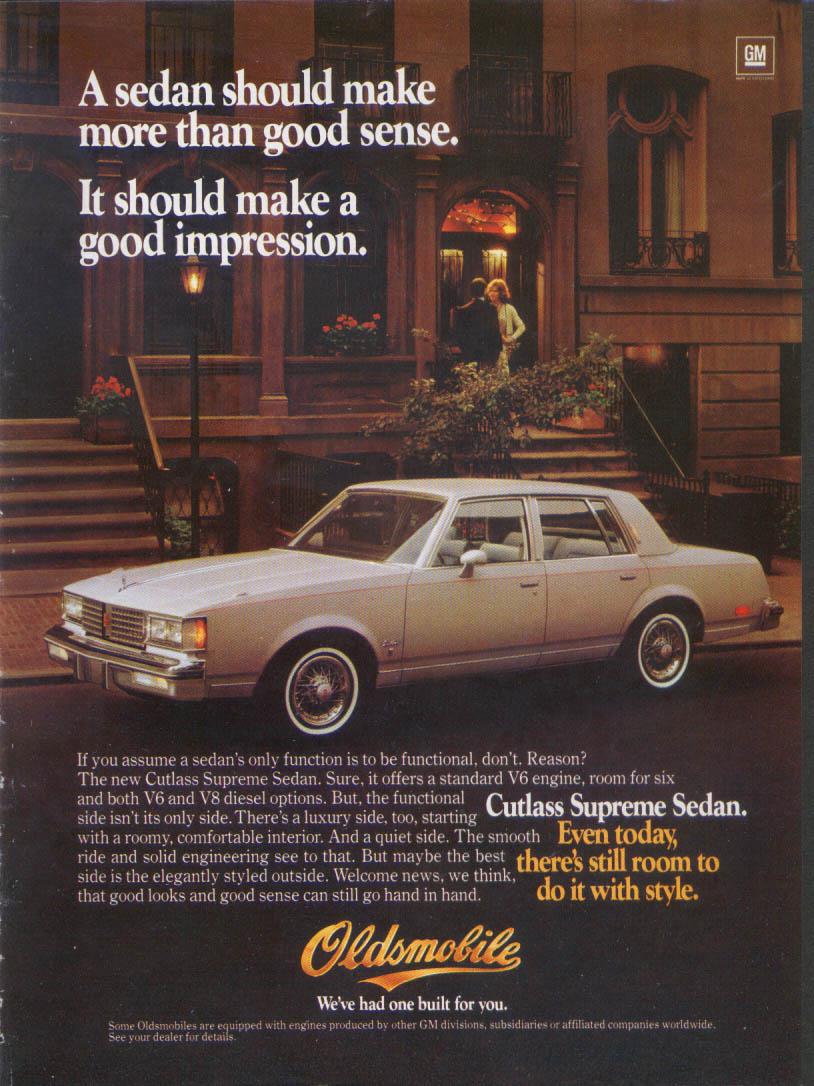 GM
A sedan should make
more than good sense.
It should make a
good impression.
If you assume a sedan's only function is to be functional, don't. Reason?
The new Cutlass Supreme Sedan. Sure, it offers a standard V6 engine, room for six
and both V6 and V8 diesel options. But, the functional
side isn't its only side. There's a luxury side, too, starting
with a roomy, comfortable interior. And a quiet side. The smooth
ride and solid engineering see to that. But maybe the best
side is the elegantly styled outside. Welcome news, we think,
that good looks and good sense can still go hand in hand.
Cutlass Supreme Sedan.
Even today,
there's still room to
do it with style.
Oldsmobile
We've had one built for you.
Some Oldsmobiles are equipped with engines produced by other GM divisions, subsidiaries or affiliated companies worldwide.
See your dealer for details.